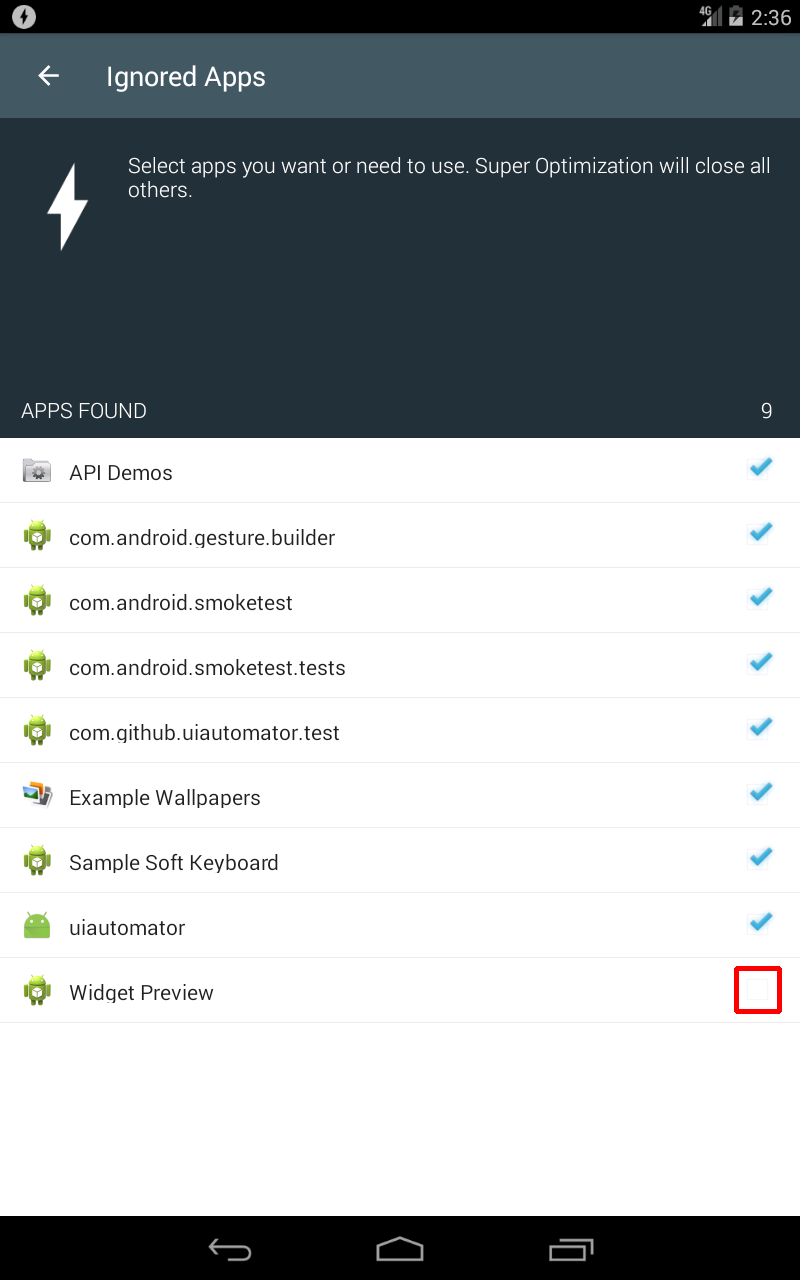 4G 2:36
Ignored Apps
Select apps you want or need to use. Super Optimization will close all
others.
APPS FOUND 9
API Demos
com.android.gesture.builder
com.android.smoketest
com.android.smoketest.tests
com.github.uiautomator.test
Example Wallpapers
Sample Soft Keyboard
uiautomator
Widget Preview